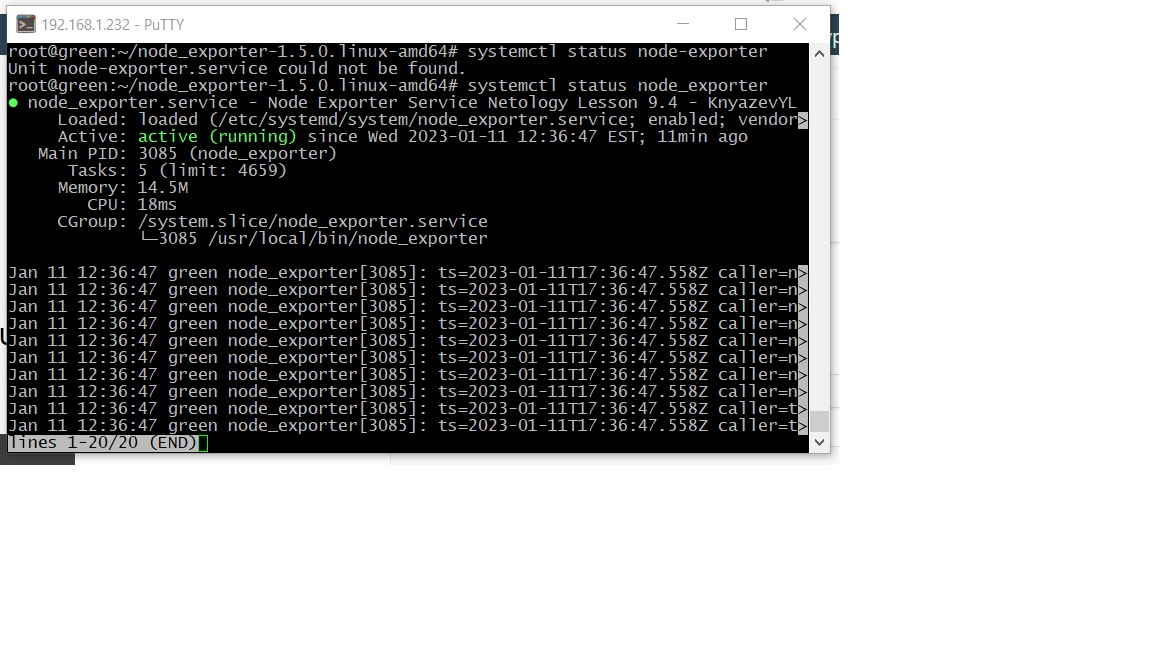 192.168.1.232 - PuTTY
root@green:~/node_exporter-1.5.0.linux-amd64# systemctl status node-exporter
Unit node-exporter.service could not be found.
root@green:~/node_exporter-1.5.0.linux-amd64# systemctl status node_exporter
● node_exporter.service - Node Exporter Service Netology Lesson 9.4 - KnyazevYL
Loaded: loaded (/etc/systemd/system/node_exporter.service; enabled; vendor>
Active: active (running) since Wed 2023-01-11 12:36:47 EST; 11min ago
Main PID: 3085 (node_exporter)
Tasks: 5 (limit: 4659)
Memory: 14.5M
CPU: 18ms
CGroup: /system.slice/node_exporter.service
└─3085 /usr/local/bin/node_exporter
Jan 11 12:36:47 green node_exporter[3085]: ts=2023-01-11T17:36:47.558Z caller=n>
Jan 11 12:36:47 green node_exporter[3085]: ts=2023-01-11T17:36:47.558Z caller=n>
Jan 11 12:36:47 green node_exporter[3085]: ts=2023-01-11T17:36:47.558Z caller=n>
Jan 11 12:36:47 green node_exporter[3085]: ts=2023-01-11T17:36:47.558Z caller=n>
Jan 11 12:36:47 green node_exporter[3085]: ts=2023-01-11T17:36:47.558Z caller=n>
Jan 11 12:36:47 green node_exporter[3085]: ts=2023-01-11T17:36:47.558Z caller=n>
Jan 11 12:36:47 green node_exporter[3085]: ts=2023-01-11T17:36:47.558Z caller=n>
Jan 11 12:36:47 green node_exporter[3085]: ts=2023-01-11T17:36:47.558Z caller=n>
Jan 11 12:36:47 green node_exporter[3085]: ts=2023-01-11T17:36:47.558Z caller=t>
Jan 11 12:36:47 green node_exporter[3085]: ts=2023-01-11T17:36:47.558Z caller=t>
lines 1-20/20 (END)